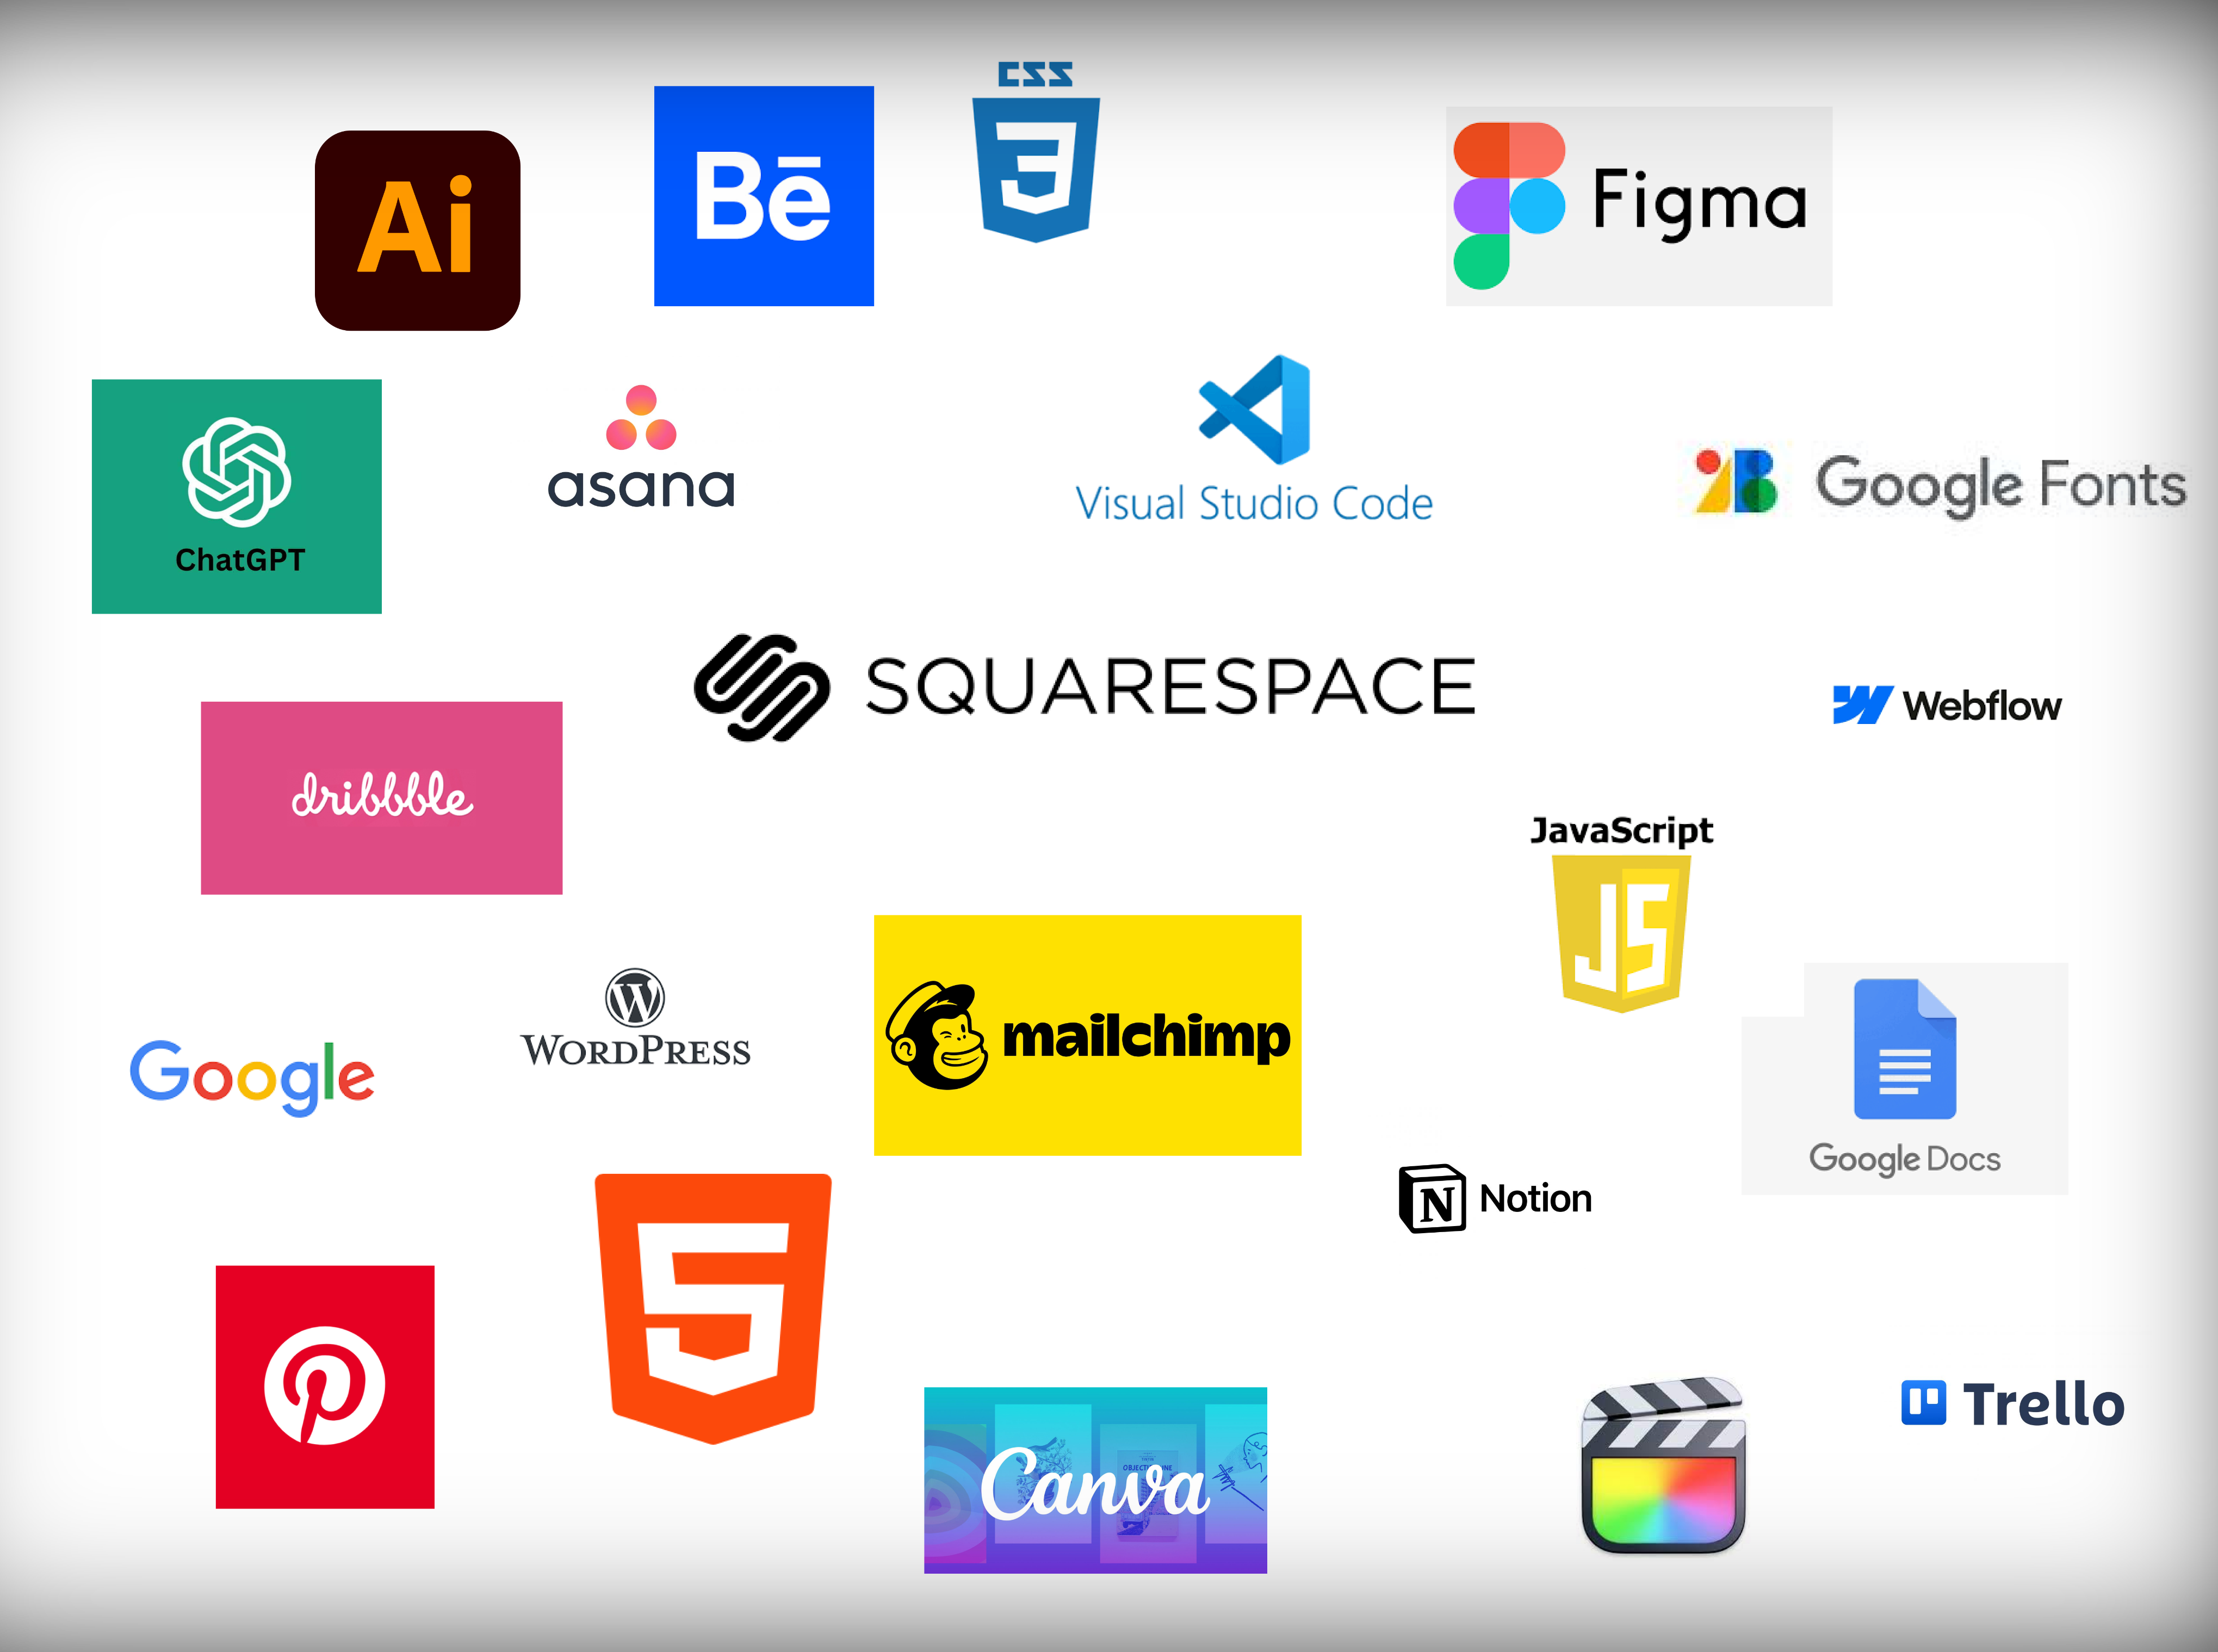 CSS
3
Ai
Bē
Figma
ChatGPT
asana
Visual Studio Code
Google Fonts
SQUARESPACE
Webflow
dribbble
JavaScript
JS
W
WORDPRESS
mailchimp
Google
Google Docs
N Notion
5
Canva
Trello